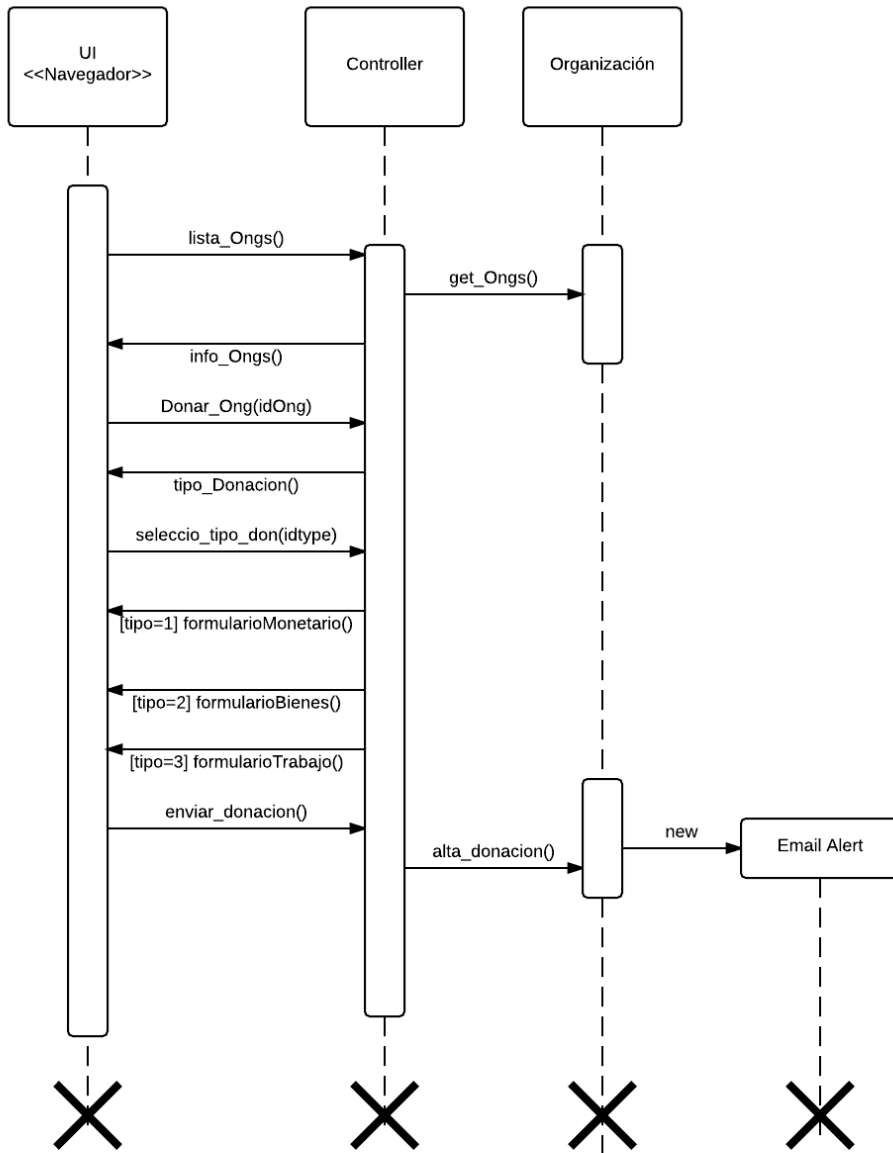 UI
<<Navegador>>
Controller
Organización
lista_Ongs()
get_Ongs()
info_Ongs()
Donar_Ong(idOng)
tipo_Donacion()
seleccio_tipo_don(idtype)
[tipo=1] formularioMonetario()
[tipo=2] formularioBienes()
[tipo=3] formularioTrabajo()
enviar_donacion()
new
Email Alert
alta_donacion()